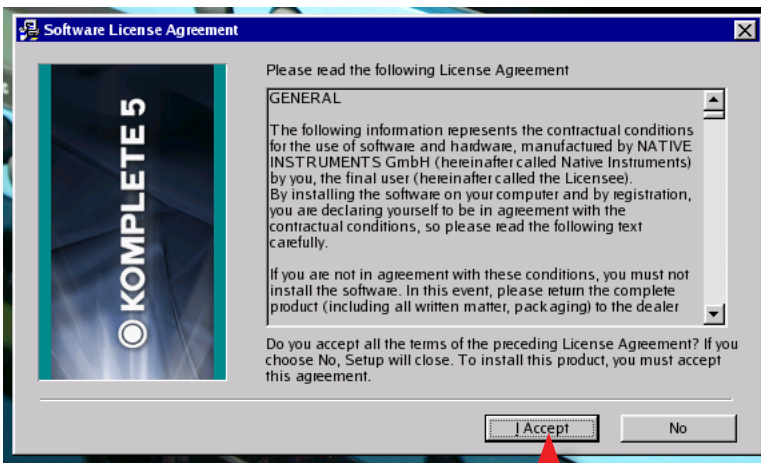 Software License Agreement
KOMPLETE 5
Please read the following License Agreement
GENERAL
The following information represents the contractual conditions
for the use of software and hardware, manufactured by NATIVE
INSTRUMENTS GmbH (hereinafter called Native Instruments)
by you, the final user (hereinafter called the Licensee).
By installing the software on your computer and by registration,
you are declaring yourself to be in agreement with the
contractual conditions, so please read the following text
carefully.
If you are not in agreement with these conditions, you must not
install the software. In this event, please return the complete
product (including all written matter, packaging) to the dealer
Do you accept all the terms of the preceding License Agreement? If you
choose No, Setup will close. To install this product, you must accept
this agreement.
I Accept
No